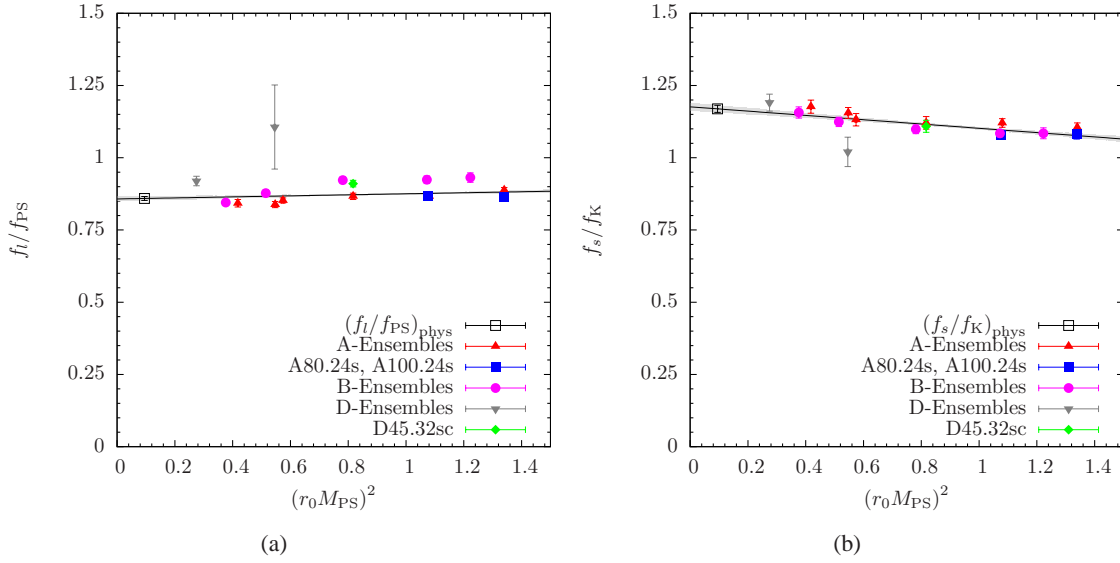 1.5
1.25
1
0.75
0.5
0.25
0
f_l/f_PS
(f_l/f_PS)_phys
A-Ensembles
A80.24s, A100.24s
B-Ensembles
D-Ensembles
D45.32sc
0 0.2 0.4 0.6 0.8 1 1.2 1.4
(r_0 M_PS)^2
(a)
1.5
1.25
1
0.75
0.5
0.25
0
f_s/f_K
(f_s/f_K)_phys
A-Ensembles
A80.24s, A100.24s
B-Ensembles
D-Ensembles
D45.32sc
0 0.2 0.4 0.6 0.8 1 1.2 1.4
(r_0 M_PS)^2
(b)